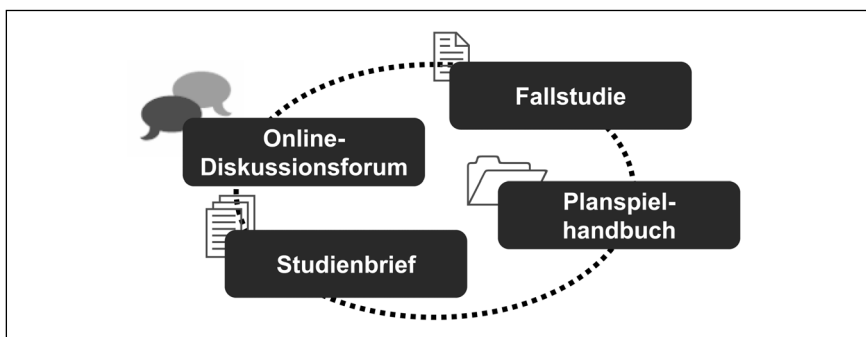 Fallstudie
Online-
Diskussionsforum
Planspiel-
handbuch
Studienbrief